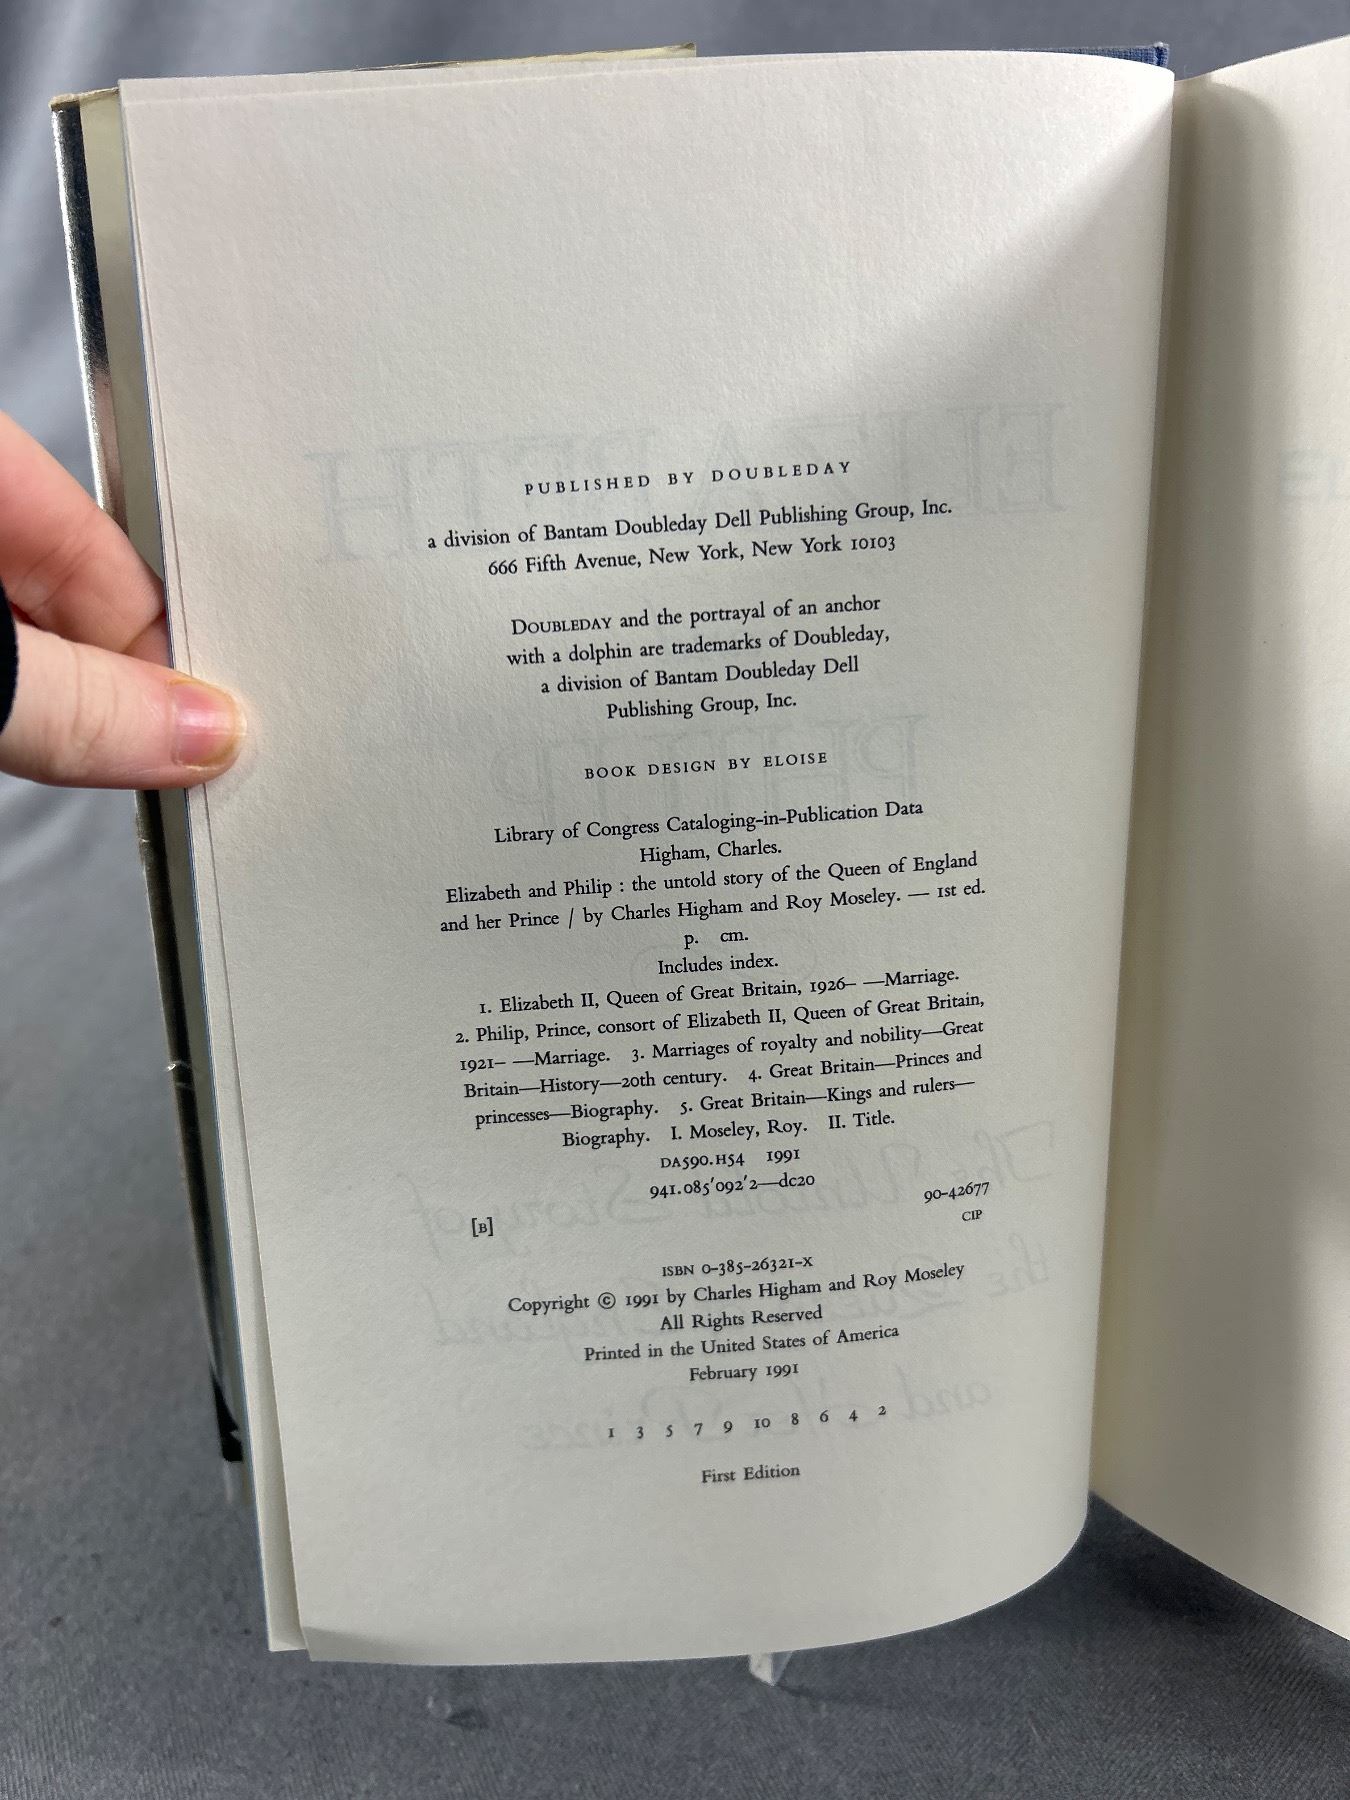 PUBLISHED BY DOUBLEDAY
a division of Bantam Doubleday Dell Publishing Group, Inc.
666 Fifth Avenue, New York, New York 10103
DOUBLEDAY and the portrayal of an anchor
with a dolphin are trademarks of Doubleday,
a division of Bantam Doubleday Dell
Publishing Group, Inc.
BOOK DESIGN BY ELOISE
Library of Congress Cataloging-in-Publication Data
Higham, Charles.
Elizabeth and Philip : the untold story of the Queen of England
and her Prince / by Charles Higham and Roy Moseley. — 1st ed.
p. cm.
Includes index.
1. Elizabeth II, Queen of Great Britain, 1926– —Marriage.
2. Philip, Prince, consort of Elizabeth II, Queen of Great Britain,
1921– —Marriage. 3. Marriages of royalty and nobility—Great
Britain—History—20th century. 4. Great Britain—Princes and
princesses—Biography. 5. Great Britain—Kings and rulers—
Biography. I. Moseley, Roy. II. Title.
DA590.H54 1991
941.085'092'2—dc20
90-42677
[B]
CIP
ISBN 0-385-26321-X
Copyright © 1991 by Charles Higham and Roy Moseley
All Rights Reserved
Printed in the United States of America
February 1991
1 3 5 7 9 10 8 6 4 2
First Edition